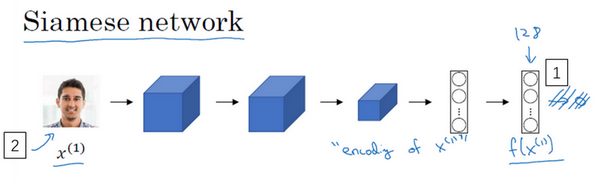 Siamese network
128
1
2
x(1)
"encoding of x(1)"
f(x(1))